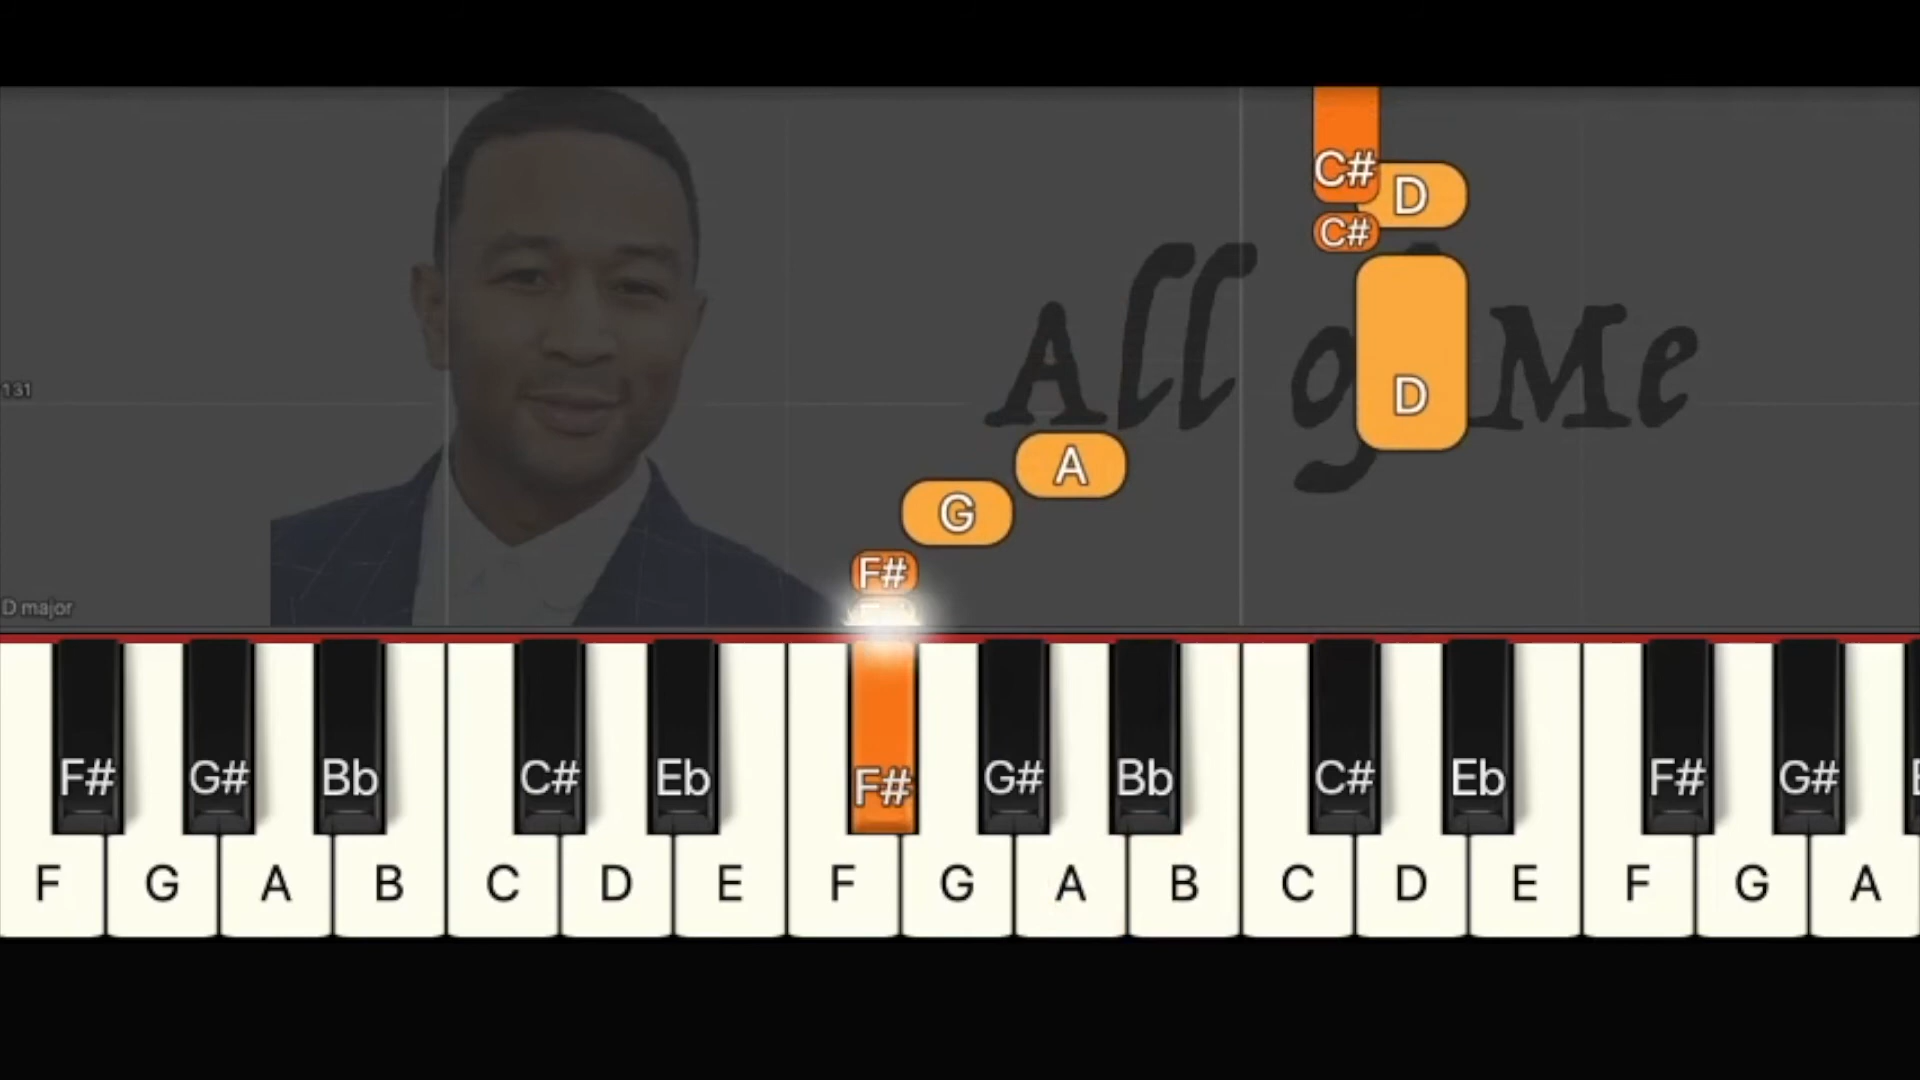 C#
D
C#
All of Me
131
D
A
G
F#
D major
F# G# Bb C# Eb F# G# Bb C# Eb F# G#
F G A B C D E F G A B C D E F G A